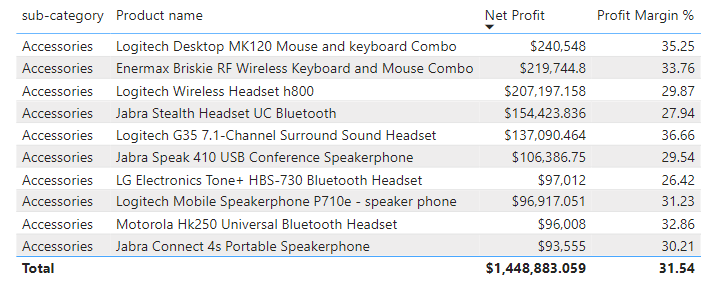 sub-category Product name Net Profit Profit Margin %
Accessories Logitech Desktop MK120 Mouse and keyboard Combo $240,548 35.25
Accessories Enermax Briskie RF Wireless Keyboard and Mouse Combo $219,744.8 33.76
Accessories Logitech Wireless Headset h800 $207,197.158 29.87
Accessories Jabra Stealth Headset UC Bluetooth $154,423.836 27.94
Accessories Logitech G35 7.1-Channel Surround Sound Headset $137,090.464 36.66
Accessories Jabra Speak 410 USB Conference Speakerphone $106,386.75 29.54
Accessories LG Electronics Tone+ HBS-730 Bluetooth Headset $97,012 26.42
Accessories Logitech Mobile Speakerphone P710e - speaker phone $96,917.051 31.23
Accessories Motorola Hk250 Universal Bluetooth Headset $96,008 32.86
Accessories Jabra Connect 4s Portable Speakerphone $93,555 30.21
Total $1,448,883.059 31.54